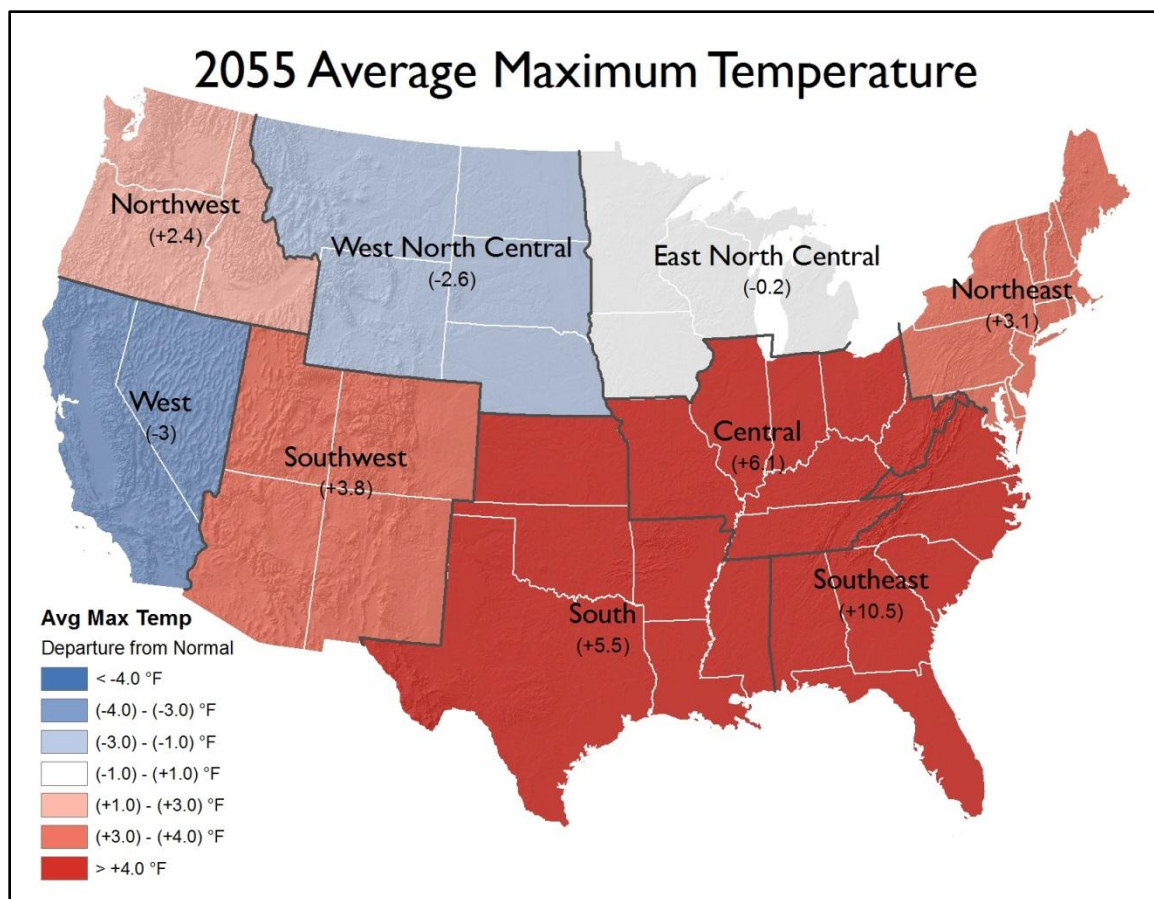 2055 Average Maximum Temperature
Northwest
(+2.4)
West North Central
(-2.6)
East North Central
(-0.2)
Northeast
(+3.1)
West
(-3)
Southwest
(+3.8)
Central
(+6.1)
South
(+5.5)
Southeast
(+10.5)
Avg Max Temp
Departure from Normal
< -4.0 °F
(-4.0) - (-3.0) °F
(-3.0) - (-1.0) °F
(-1.0) - (+1.0) °F
(+1.0) - (+3.0) °F
(+3.0) - (+4.0) °F
> +4.0 °F